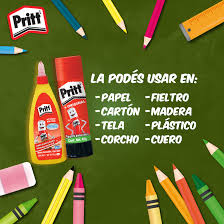 Pritt
LA PODÉS USAR EN:
- PAPEL
- CARTÓN
- TELA
- CORCHO
- FIELTRO
- MADERA
- PLÁSTICO
- CUERO
Pritt
Pritt